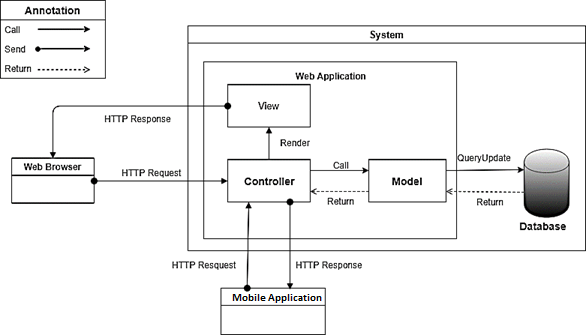 Annotation
Call
Send
Return
System
Web Application
View
HTTP Response
Render
Web Browser
HTTP Request
Controller
Call
Return
Model
QueryUpdate
Return
Database
HTTP Resquest
HTTP Response
Mobile Application